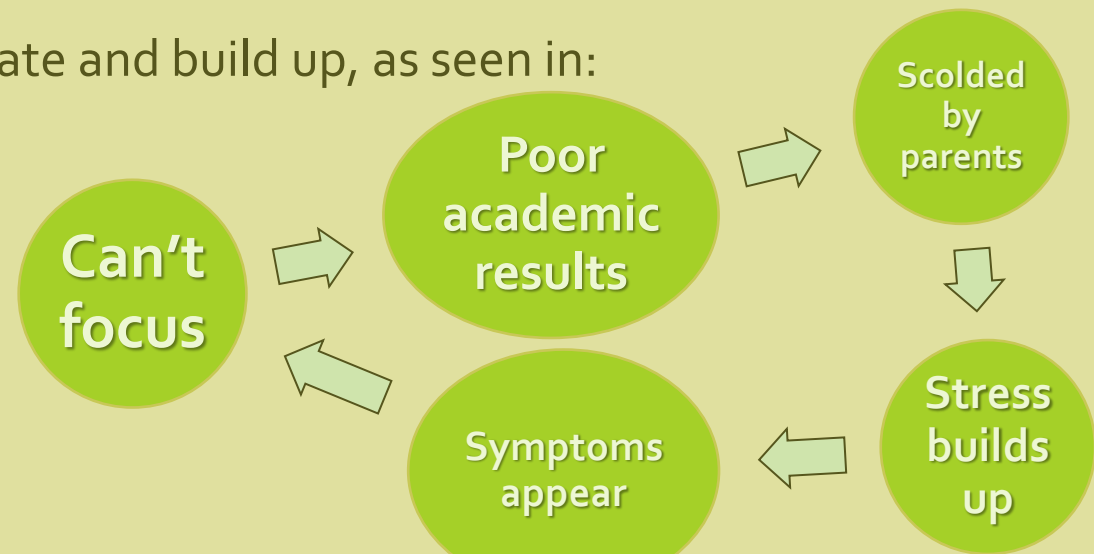 and build up, as seen in:
Can't
focus
Poor
academic
results
Scolded
by
parents
Stress
builds
up
Symptoms
appear